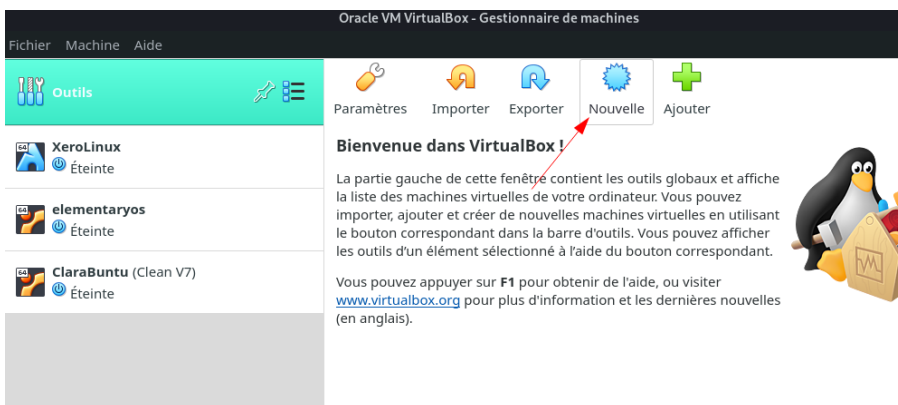 Oracle VM VirtualBox - Gestionnaire de machines
Fichier Machine Aide
Outils
Paramètres Importer Exporter Nouvelle Ajouter
64 XeroLinux
Éteinte
64 elementaryos
Éteinte
64 ClaraBuntu (Clean V7)
Éteinte
Bienvenue dans VirtualBox !
La partie gauche de cette fenêtre contient les outils globaux et affiche
la liste des machines virtuelles de votre ordinateur. Vous pouvez
importer, ajouter et créer de nouvelles machines virtuelles en utilisant
le bouton correspondant dans la barre d'outils. Vous pouvez afficher
les outils d’un élément sélectionné à l’aide du bouton correspondant.
Vous pouvez appuyer sur F1 pour obtenir de l'aide, ou visiter
www.virtualbox.org pour plus d'information et les dernières nouvelles
(en anglais).